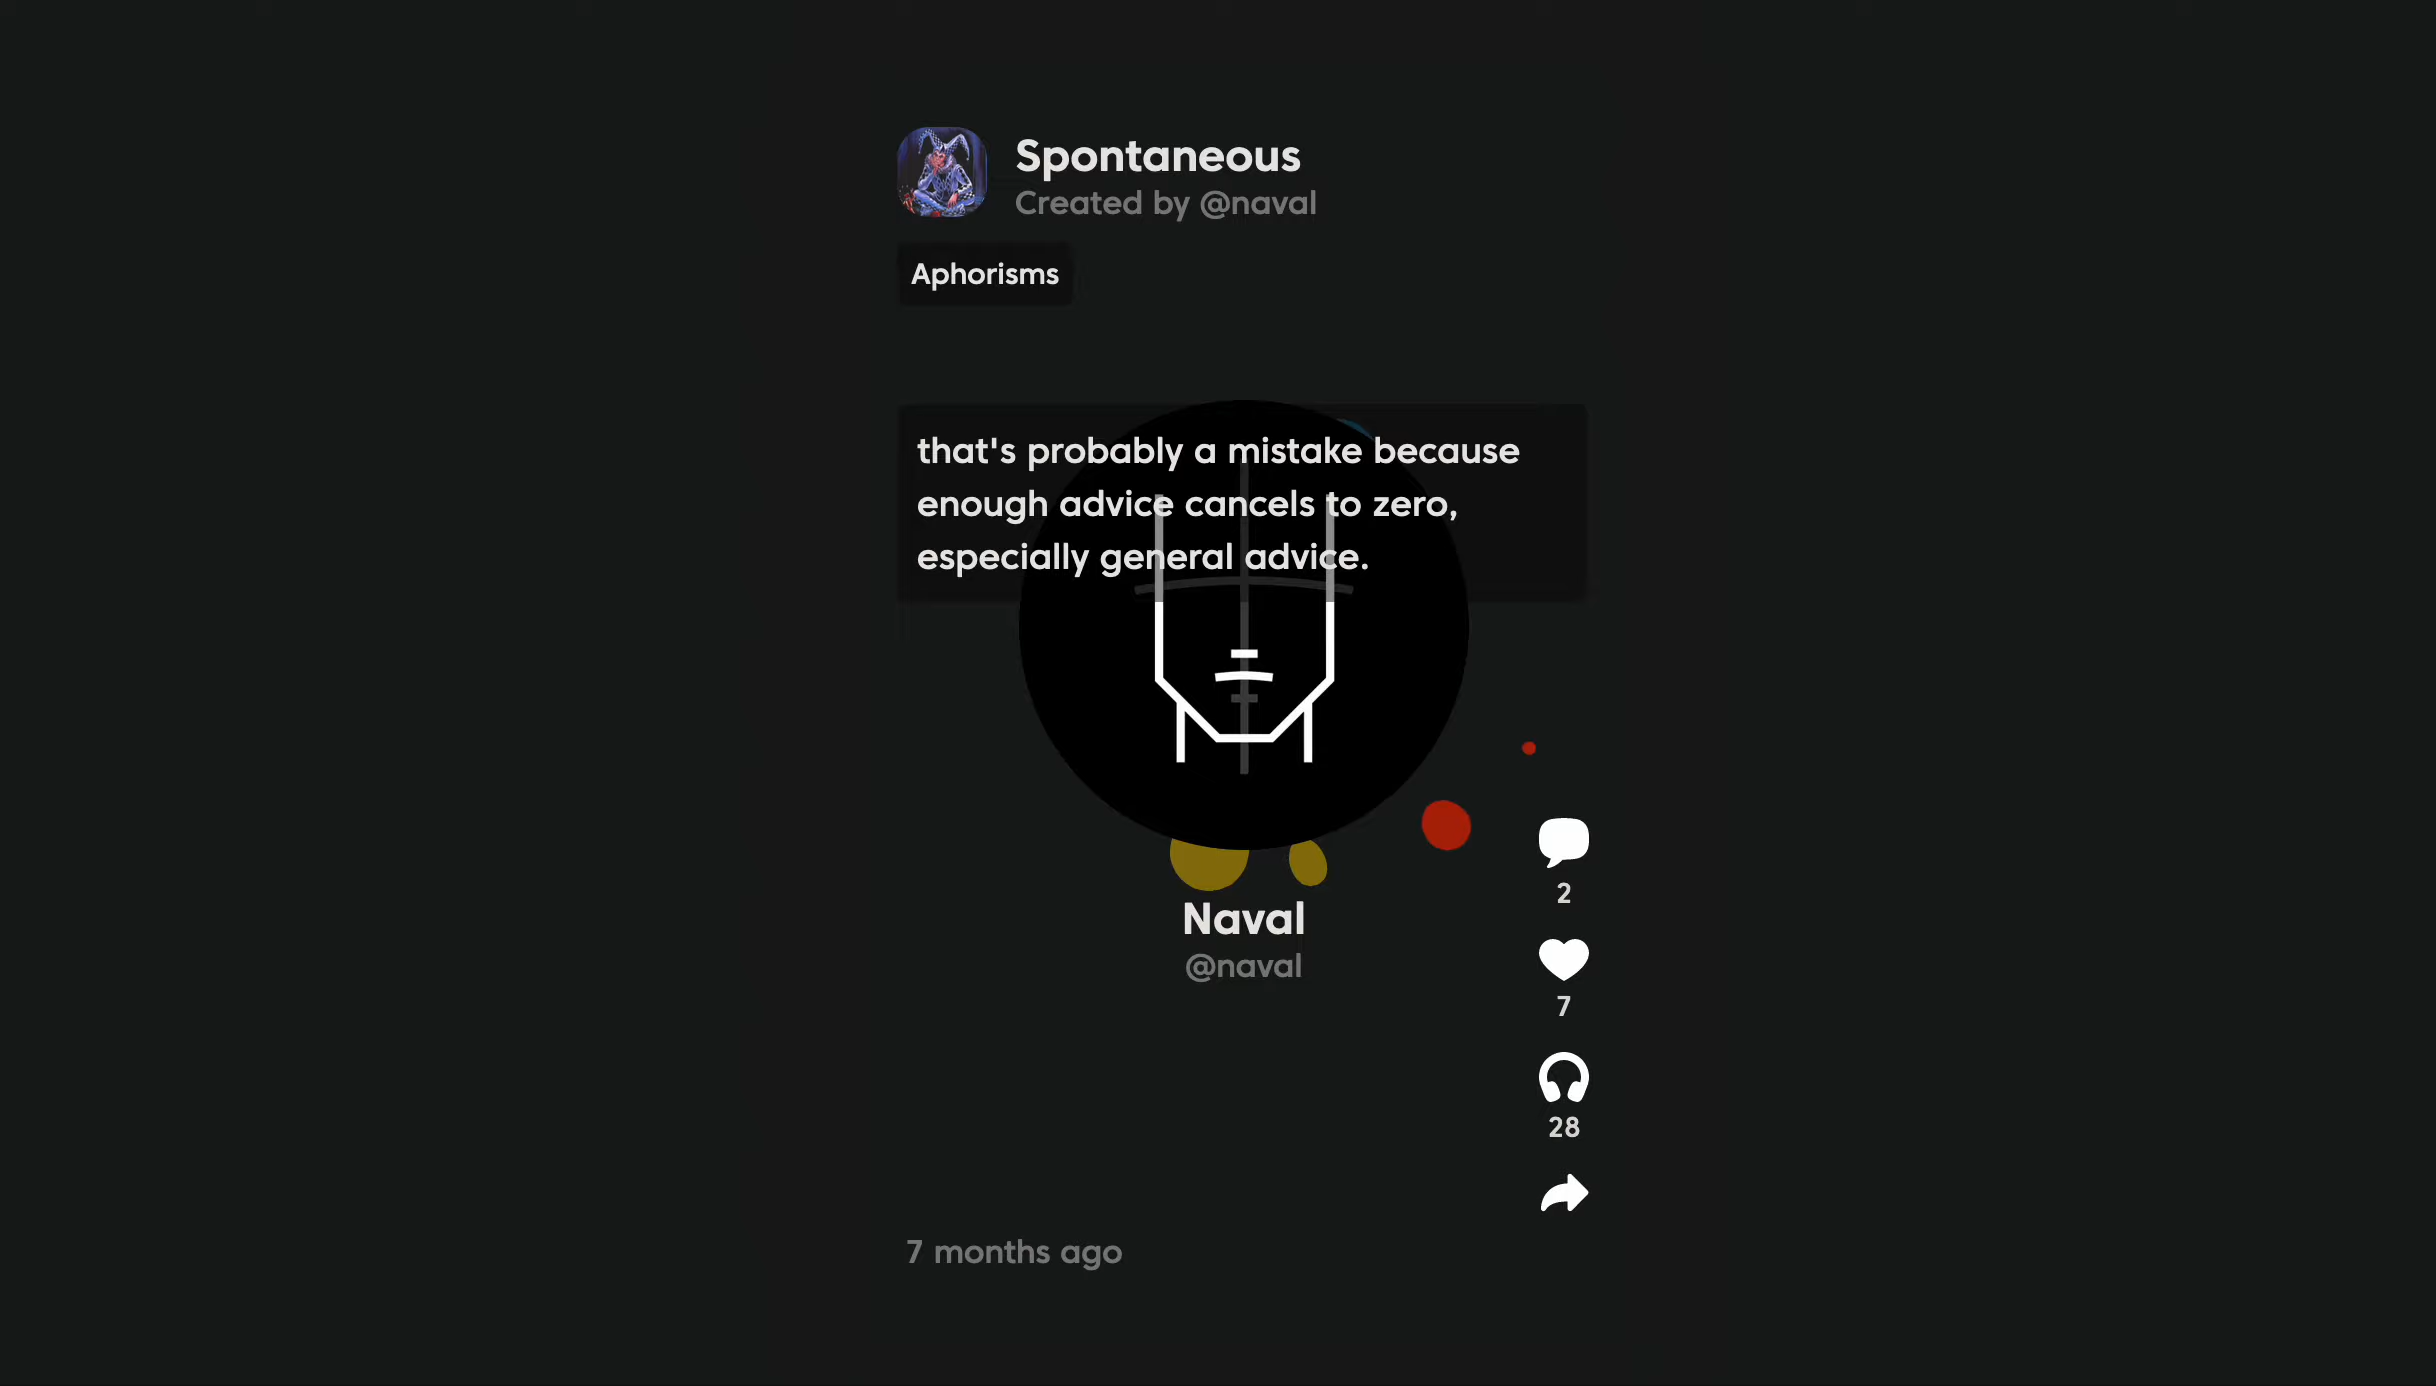 Spontaneous
Created by @naval
Aphorisms
that's probably a mistake because
enough advice cancels to zero,
especially general advice.
Naval
@naval
2
7
28
7 months ago